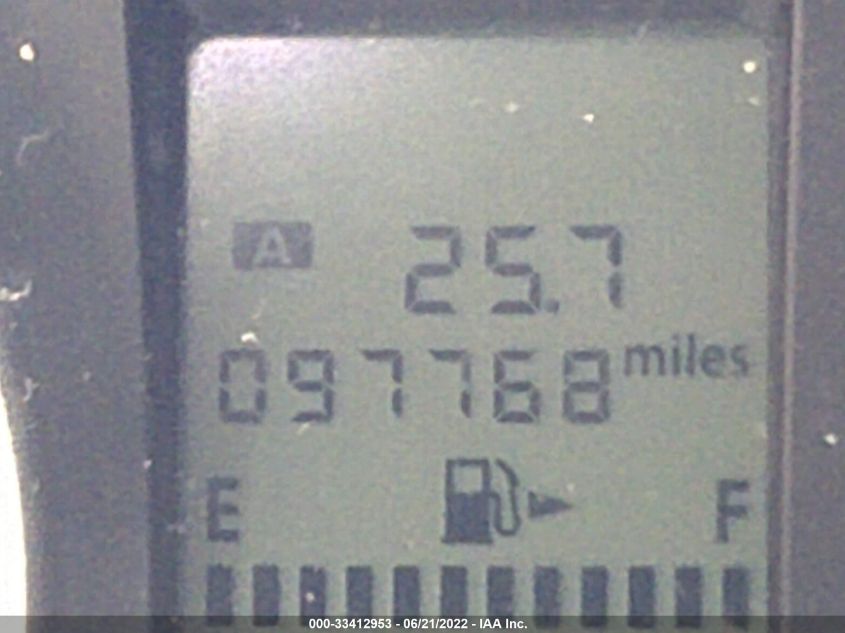 A 25.7
097768 miles
E F
000-33412953 - 06/21/2022 - IAA Inc.